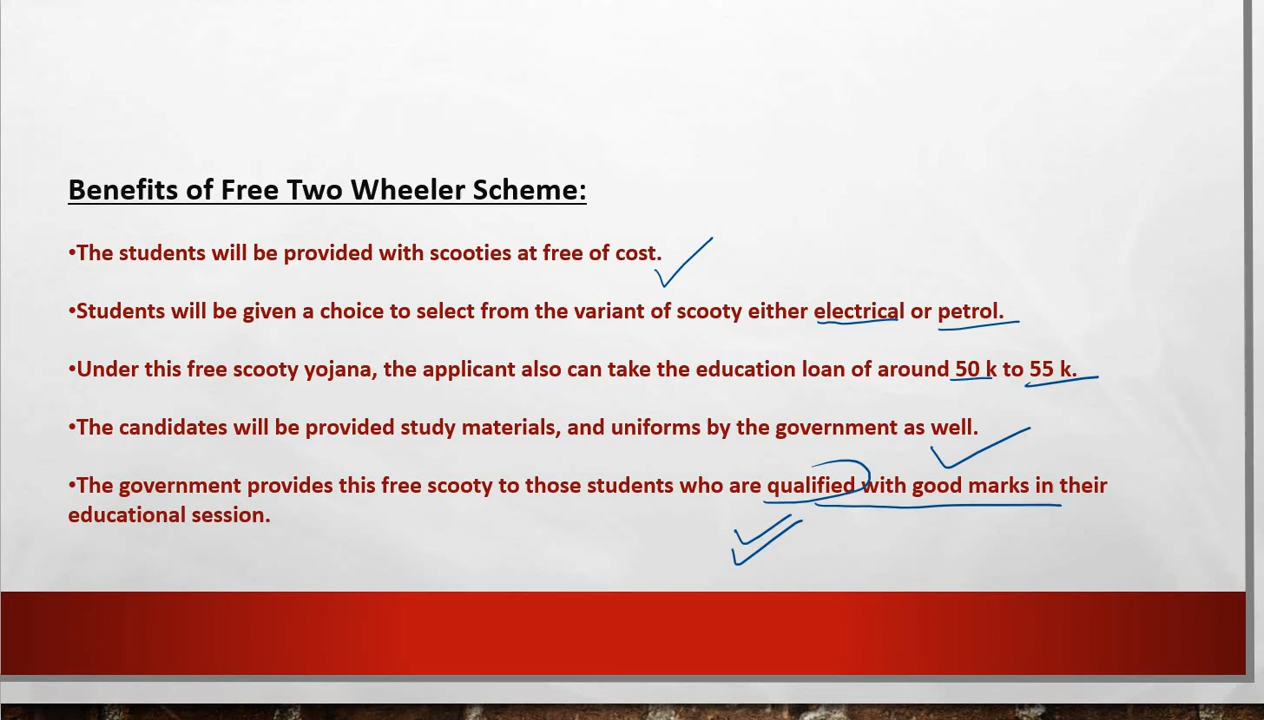 Benefits of Free Two Wheeler Scheme:
•The students will be provided with scooties at free of cost.
•Students will be given a choice to select from the variant of scooty either electrical or petrol.
•Under this free scooty yojana, the applicant also can take the education loan of around 50 k to 55 k.
•The candidates will be provided study materials, and uniforms by the government as well.
•The government provides this free scooty to those students who are qualified with good marks in their
educational session.